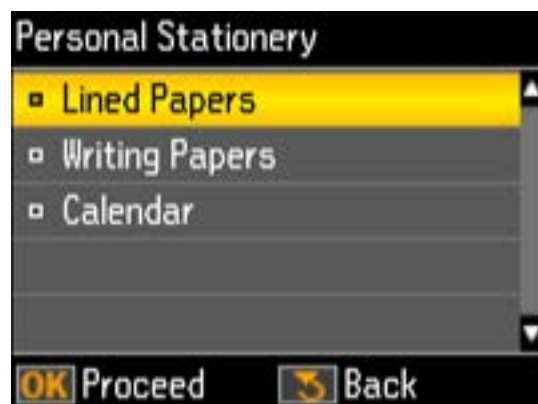 Personal Stationery
Lined Papers
Writing Papers
Calendar
OK Proceed Back